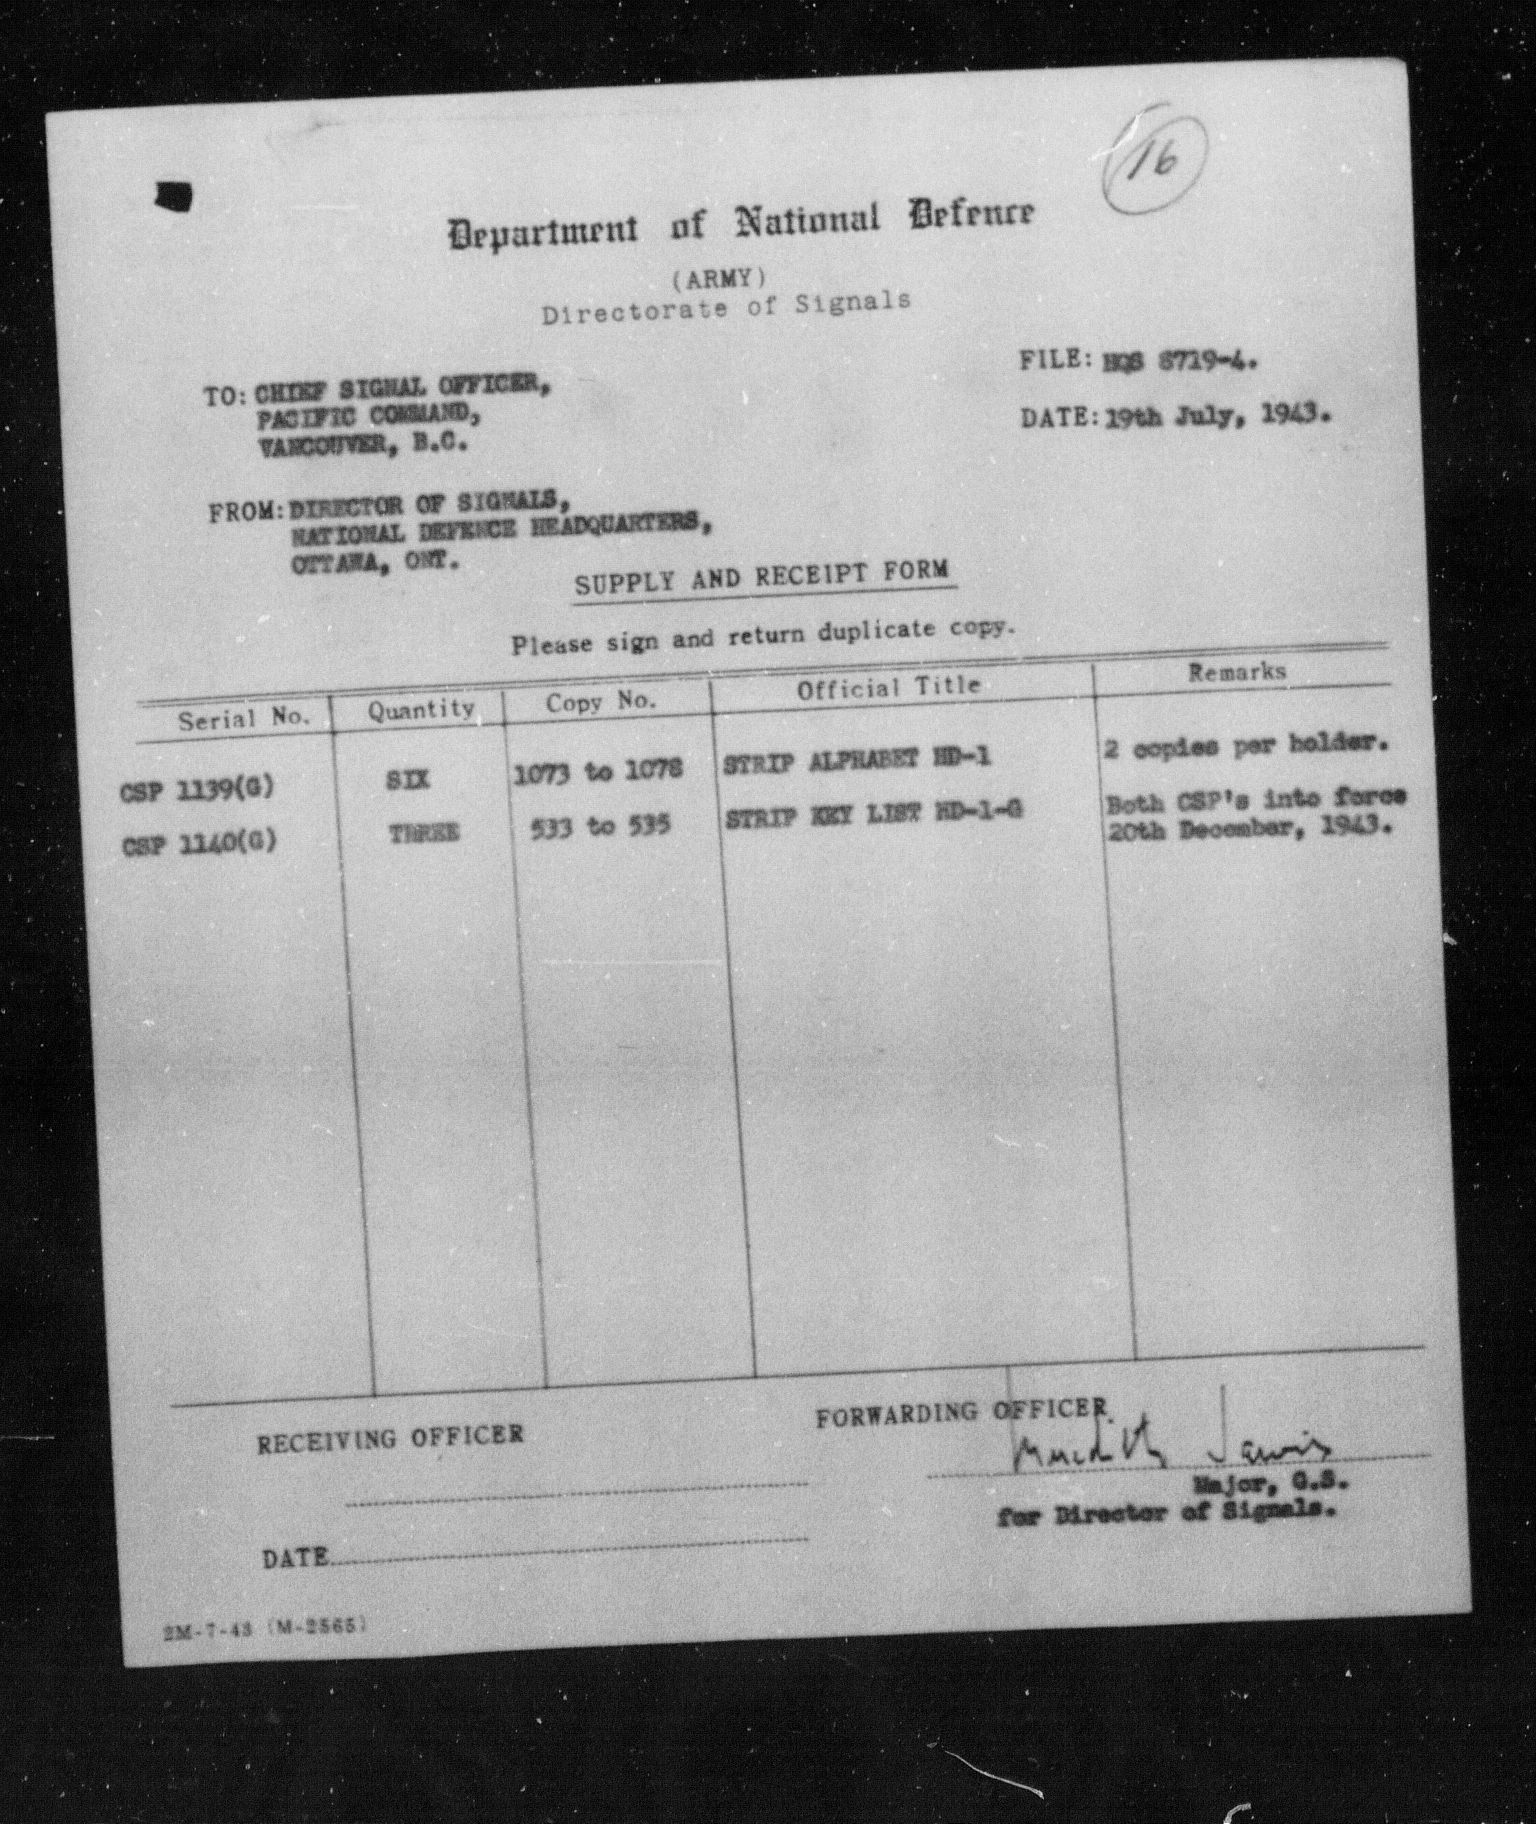 16
Department of National Defence
(ARMY)
Directorate of Signals
FILE: HQS 8719-4.
TO: CHIEF SIGNAL OFFICER,
PACIFIC COMMAND,
VANCOUVER, B.C.
DATE: 19th July, 1943.
FROM: DIRECTOR OF SIGNALS,
NATIONAL DEFENCE HEADQUARTERS,
OTTAWA, ONT.
SUPPLY AND RECEIPT FORM
Please sign and return duplicate copy.
Serial No. Quantity Copy No. Official Title Remarks
CSP 1139(G) SIX 1073 to 1078 STRIP ALPHABET HD-1 2 copies per holder.
CSP 1140(G) THREE 533 to 535 STRIP KEY LIST HD-1-G Both CSP's into force
20th December, 1943.
RECEIVING OFFICER FORWARDING OFFICER
Major, G.S.
for Director of Signals.
DATE
2M-7-43 (M-2565)